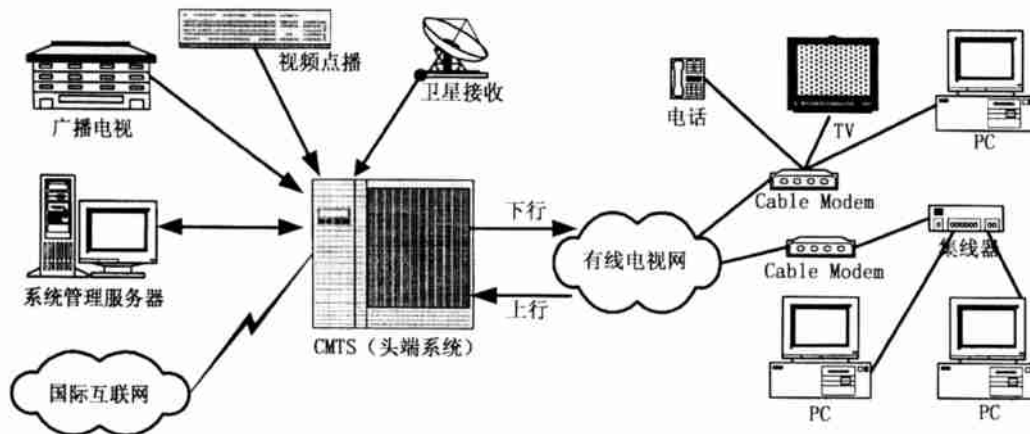 视频点播
卫星接收
广播电视
电话
TV
PC
Cable Modem
下行
有线电视网
集线器
Cable Modem
系统管理服务器
上行
CMTS（头端系统）
国际互联网
PC
PC